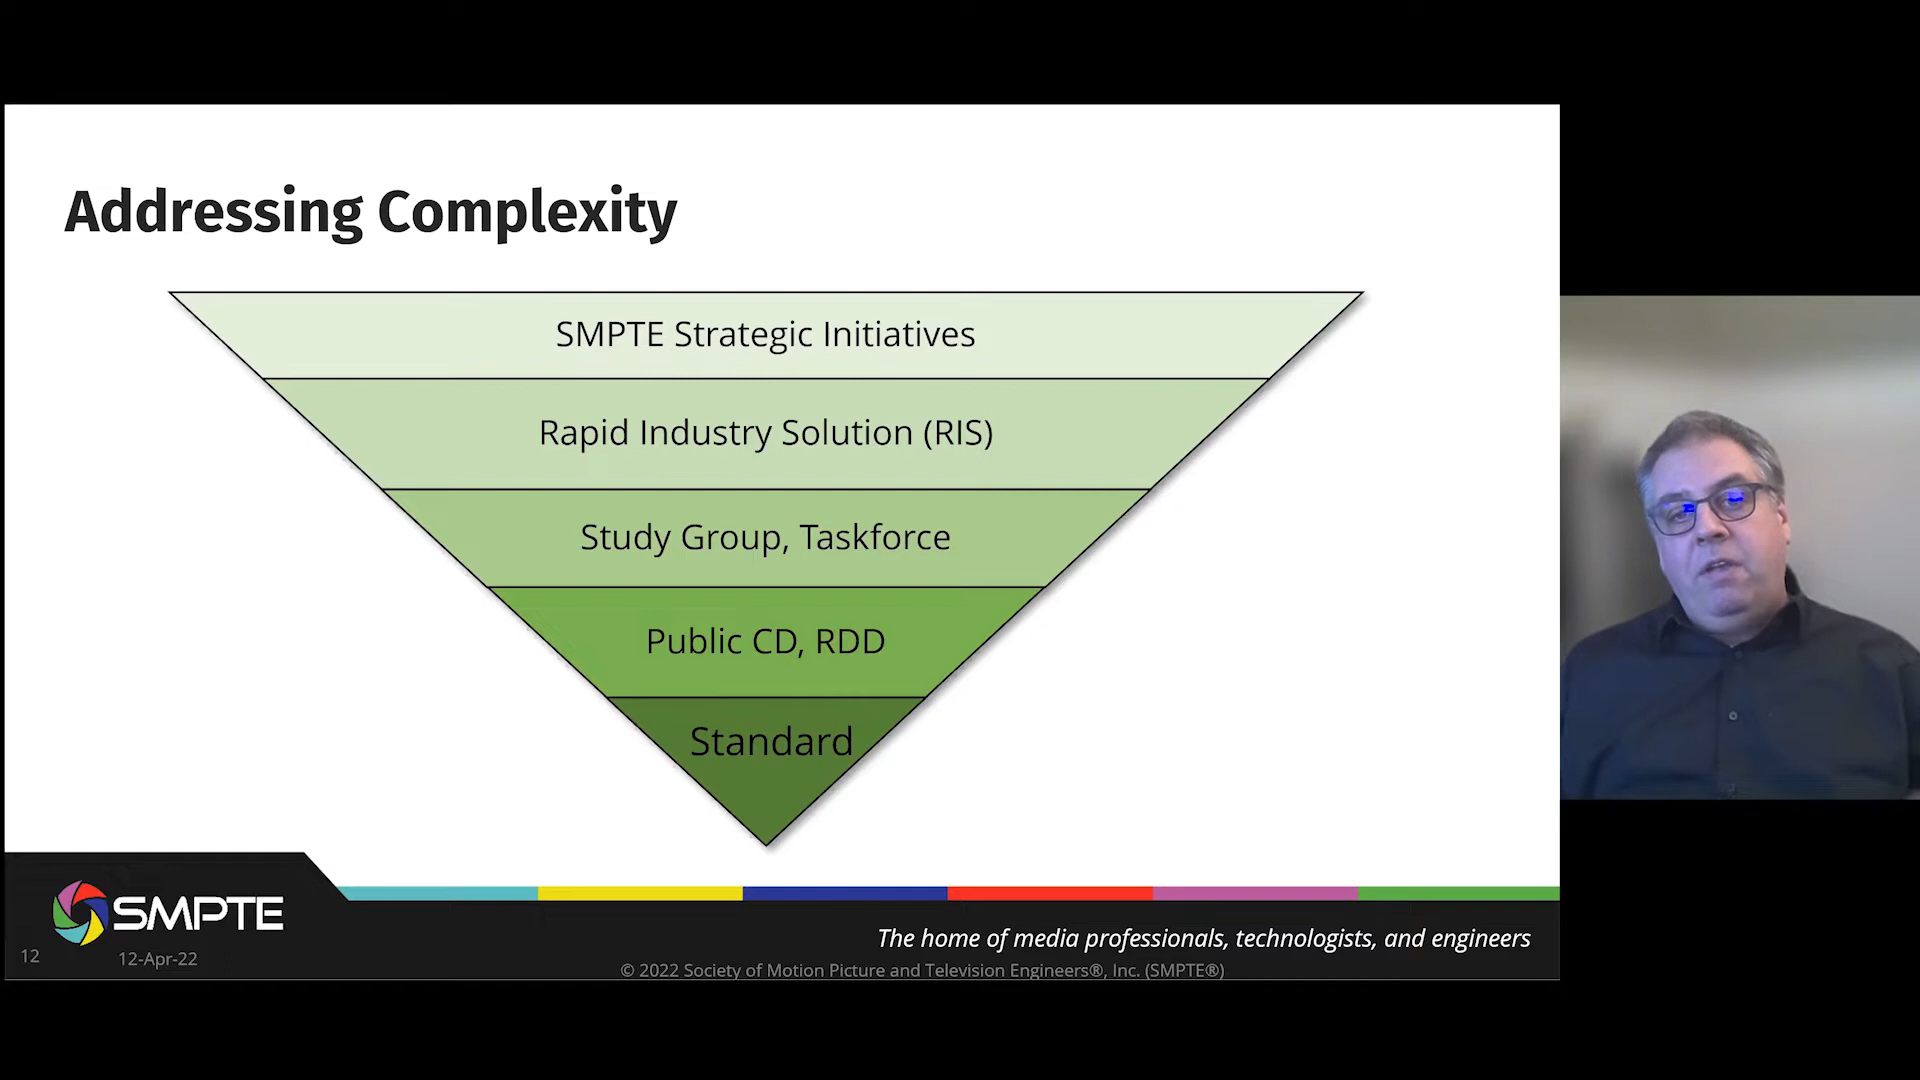 Addressing Complexity
SMPTE Strategic Initiatives
Rapid Industry Solution (RIS)
Study Group, Taskforce
Public CD, RDD
Standard
SMPTE
The home of media professionals, technologists, and engineers
12
12-Apr-22
© 2022 Society of Motion Picture and Television Engineers®, Inc. (SMPTE®)